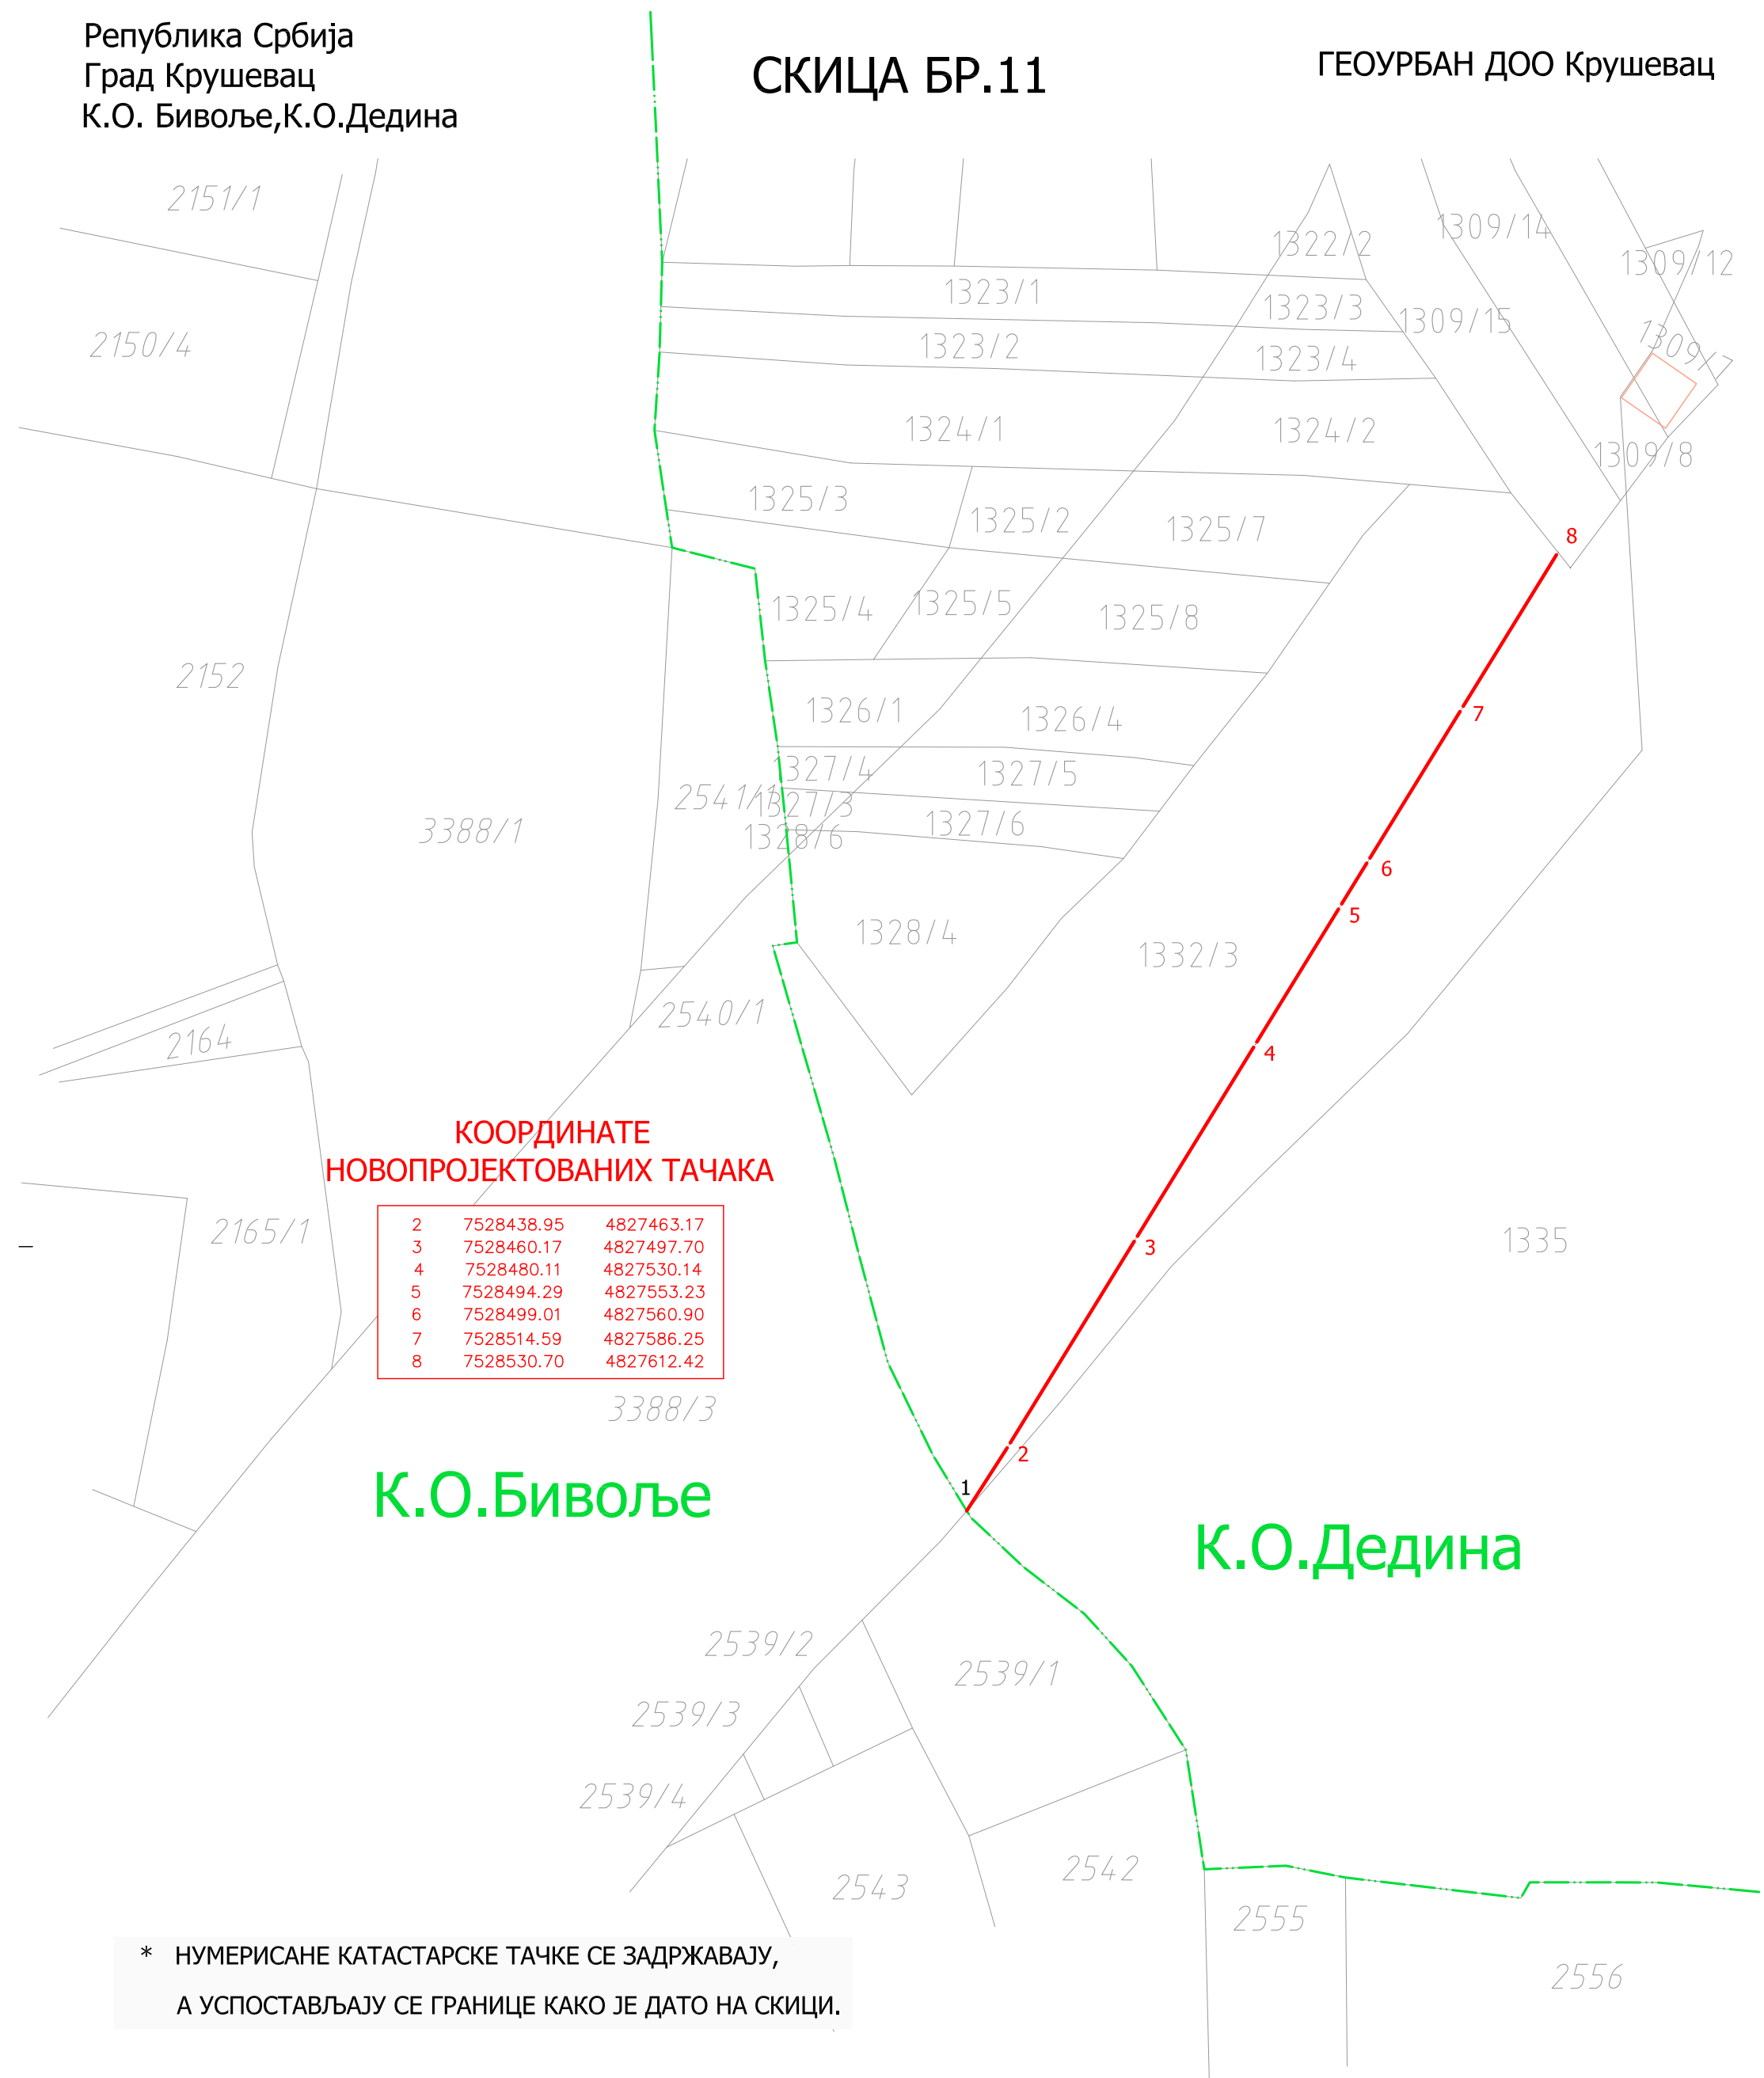 Република Србија
Град Крушевац
К.О. Бивоље,К.О.Дедина
СКИЦА БР.11
ГЕОУРБАН ДОО Крушевац
2151/1
1309/14
1322/2
1309/12
1323/1
1323/3
1309/15
2150/4
1323/2
1323/4
1309/7
1324/1
1324/2
1309/8
1325/3
1325/2
1325/7
8
1325/4
1325/5
1325/8
2152
1326/1
1326/4
7
1327/4
1327/5
2541/1
1327/3
1327/6
3388/1
1328/6
6
5
1328/4
1332/3
2540/1
2164
4
КООРДИНАТЕ
НОВОПРОЈЕКТОВАНИХ ТАЧАКА
2 7528438.95 4827463.17
3 7528460.17 4827497.70
4 7528480.11 4827530.14
5 7528494.29 4827553.23
6 7528499.01 4827560.90
7 7528514.59 4827586.25
8 7528530.70 4827612.42
2165/1
3
1335
3388/3
2
1
К.О.Бивоље
К.О.Дедина
2539/2
2539/1
2539/3
2539/4
2543
2542
2555
2556
* НУМЕРИСАНЕ КАТАСТАРСКЕ ТАЧКЕ СЕ ЗАДРЖАВАЈУ,
А УСПОСТАВЉАЈУ СЕ ГРАНИЦЕ КАКО ЈЕ ДАТО НА СКИЦИ.